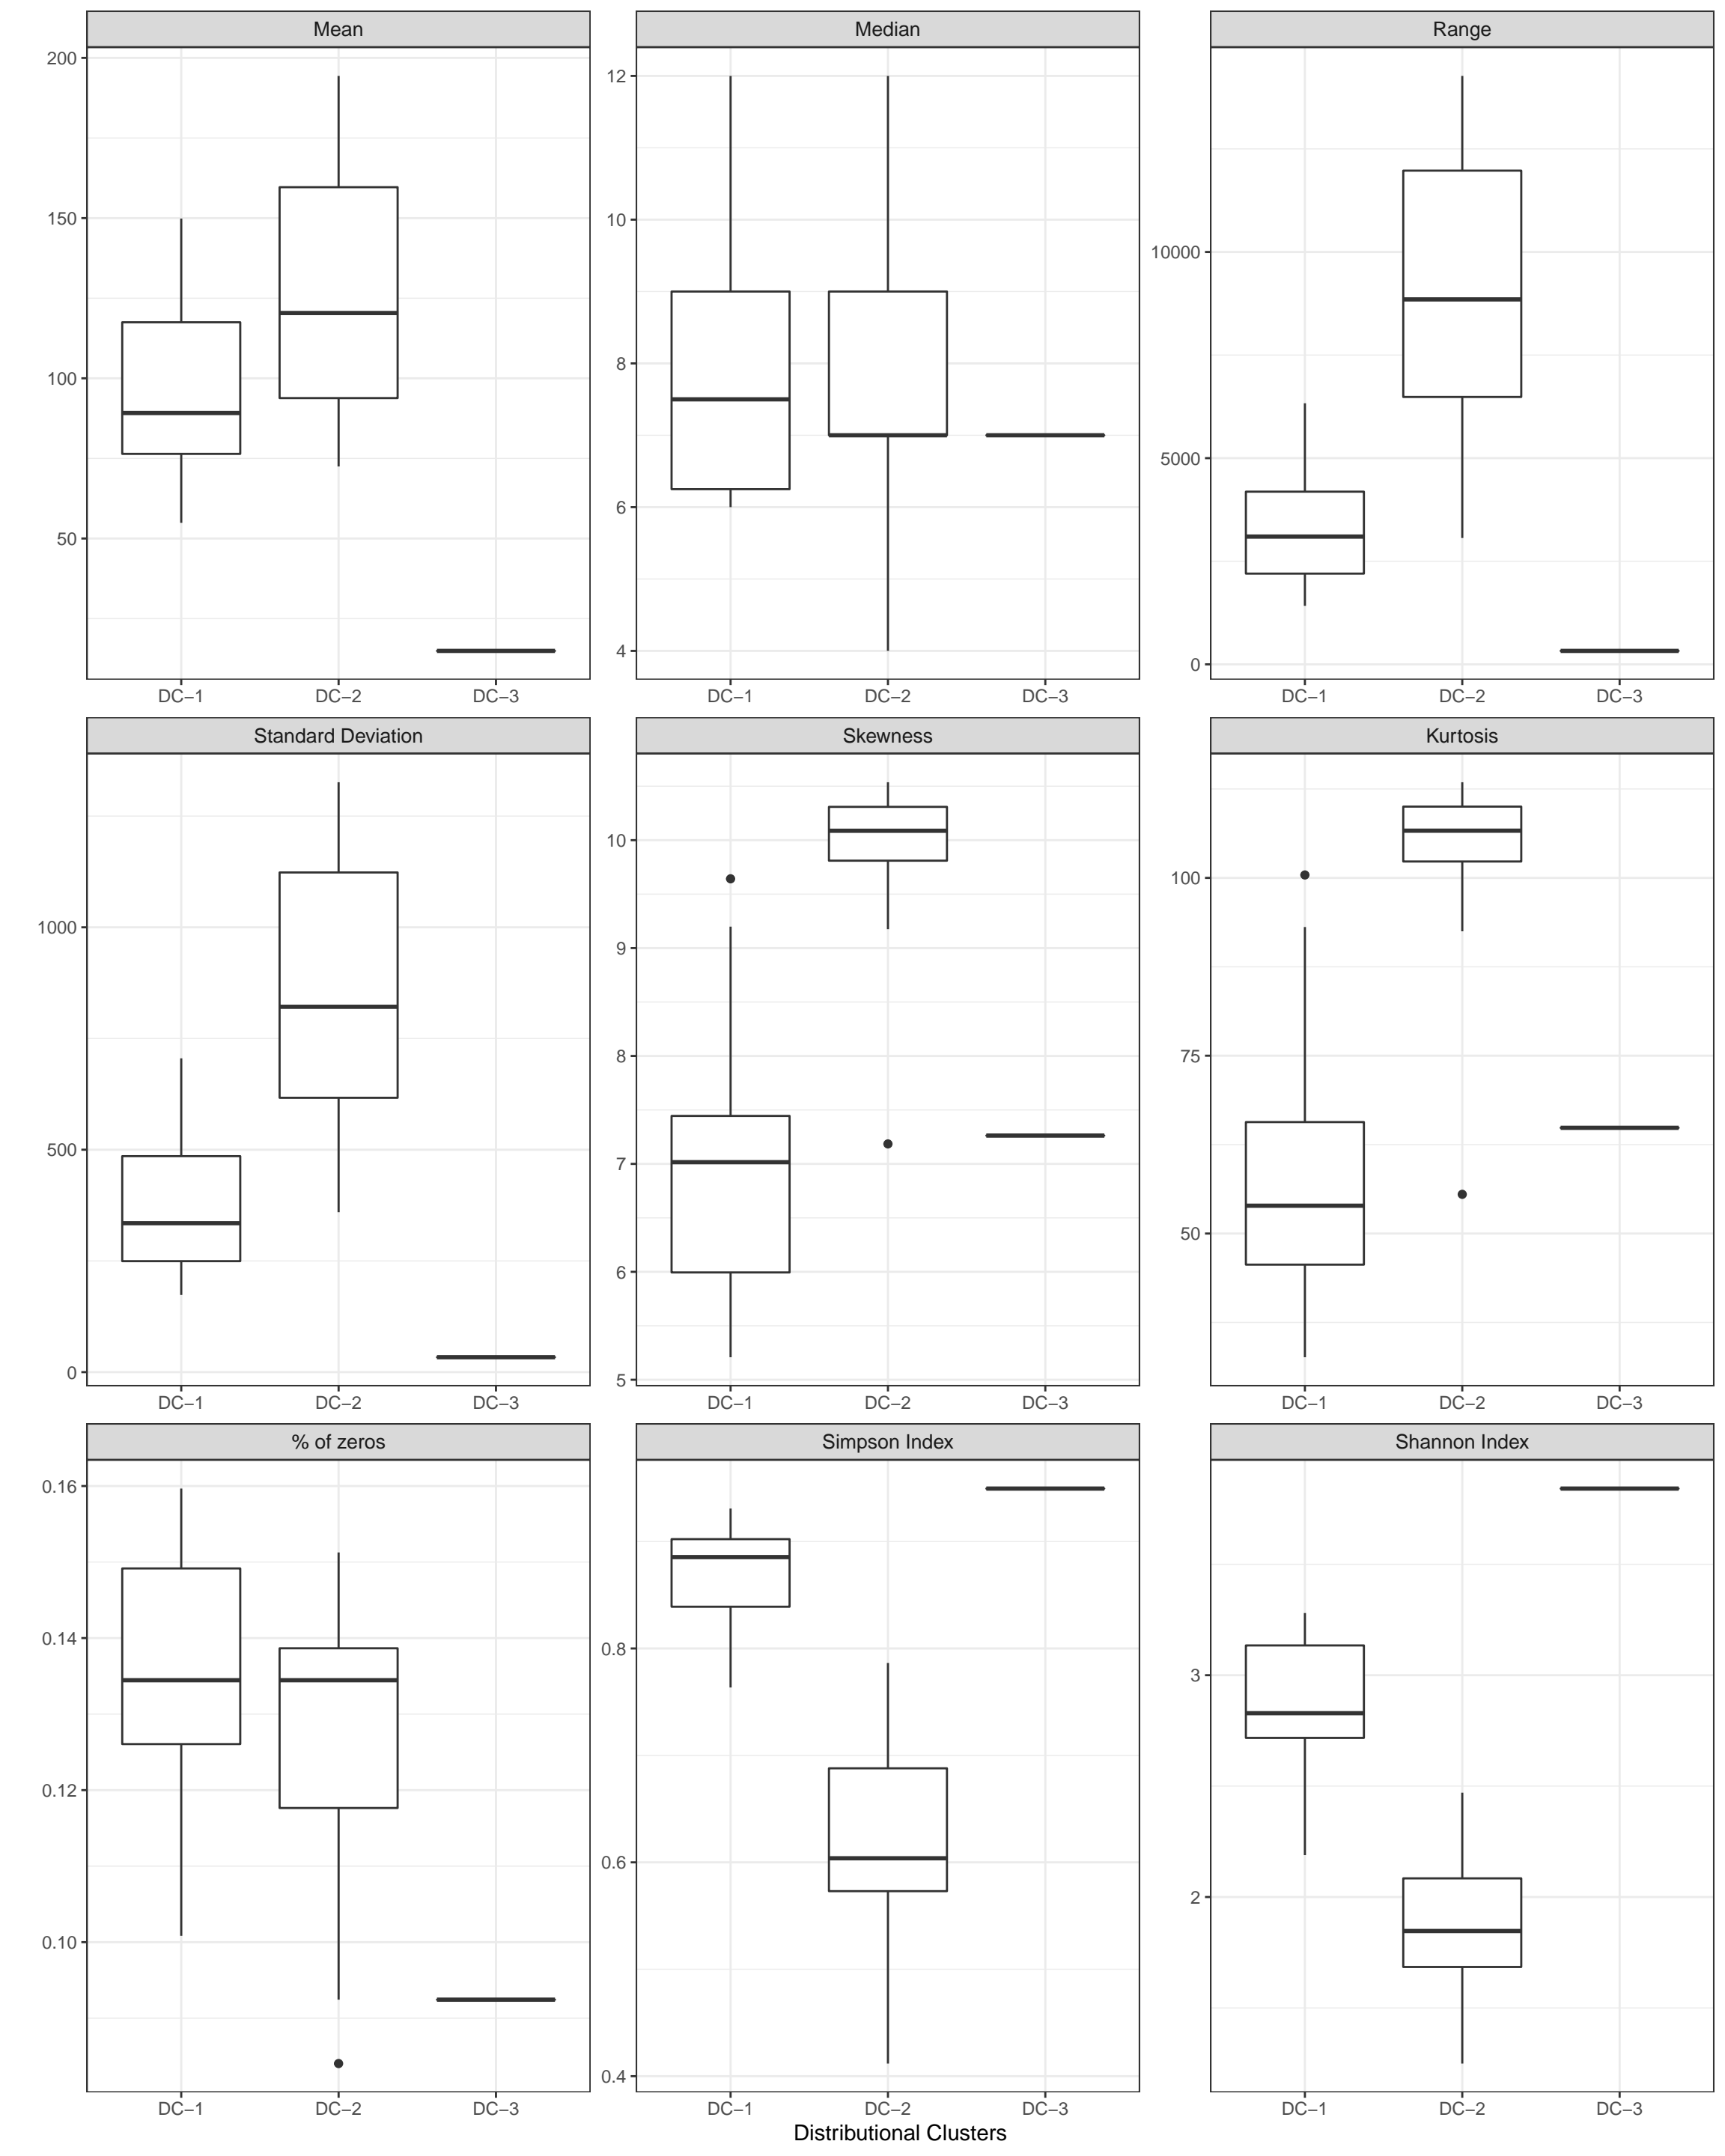 Mean
Median
Range
200
150
100
50
12
10
8
6
4
10000
5000
0
DC–1
DC–2
DC–3
DC–1
DC–2
DC–3
DC–1
DC–2
DC–3
Standard Deviation
Skewness
Kurtosis
1000
500
0
10
9
8
7
6
5
100
75
50
DC–1
DC–2
DC–3
DC–1
DC–2
DC–3
DC–1
DC–2
DC–3
% of zeros
Simpson Index
Shannon Index
0.16
0.14
0.12
0.10
0.8
0.6
0.4
3
2
DC–1
DC–2
DC–3
DC–1
DC–2
DC–3
DC–1
DC–2
DC–3
Distributional Clusters